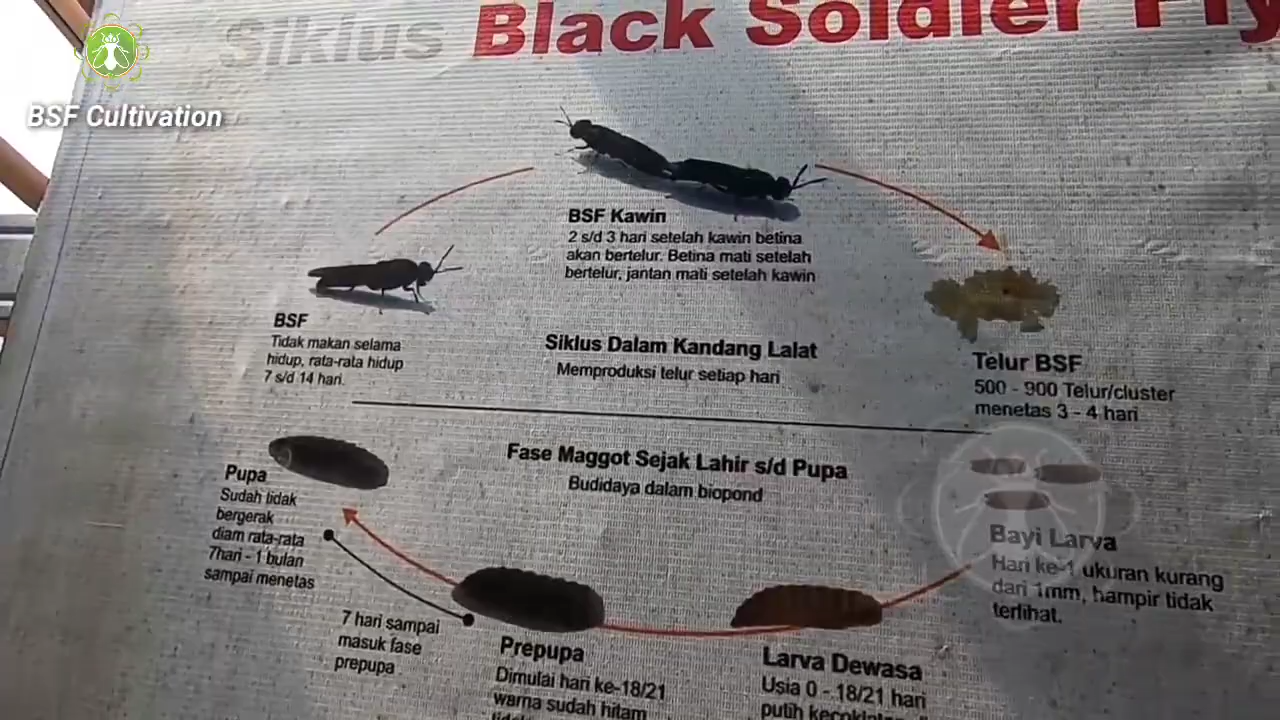 Siklus Black Soldier Fly
BSF Cultivation
BSF Kawin
2 s/d 3 hari setelah kawin betina
akan bertelur. Betina mati setelah
bertelur, jantan mati setelah kawin
BSF
Tidak makan selama
hidup, rata-rata hidup
7 s/d 14 hari.
Siklus Dalam Kandang Lalat
Memproduksi telur setiap hari
Telur BSF
500 - 900 Telur/cluster
menetas 3 - 4 hari
Fase Maggot Sejak Lahir s/d Pupa
Budidaya dalam biopond
Pupa
Sudah tidak
bergerak
diam rata-rata
7hari - 1 bulan
sampai menetas
Bayi Larva
Hari ke-1 ukuran kurang
dari 1mm, hampir tidak
terlihat.
7 hari sampai
masuk fase
prepupa
Prepupa
Dimulai hari ke-18/21
warna sudah hitam
Larva Dewasa
Usia 0 - 18/21 hari
putih